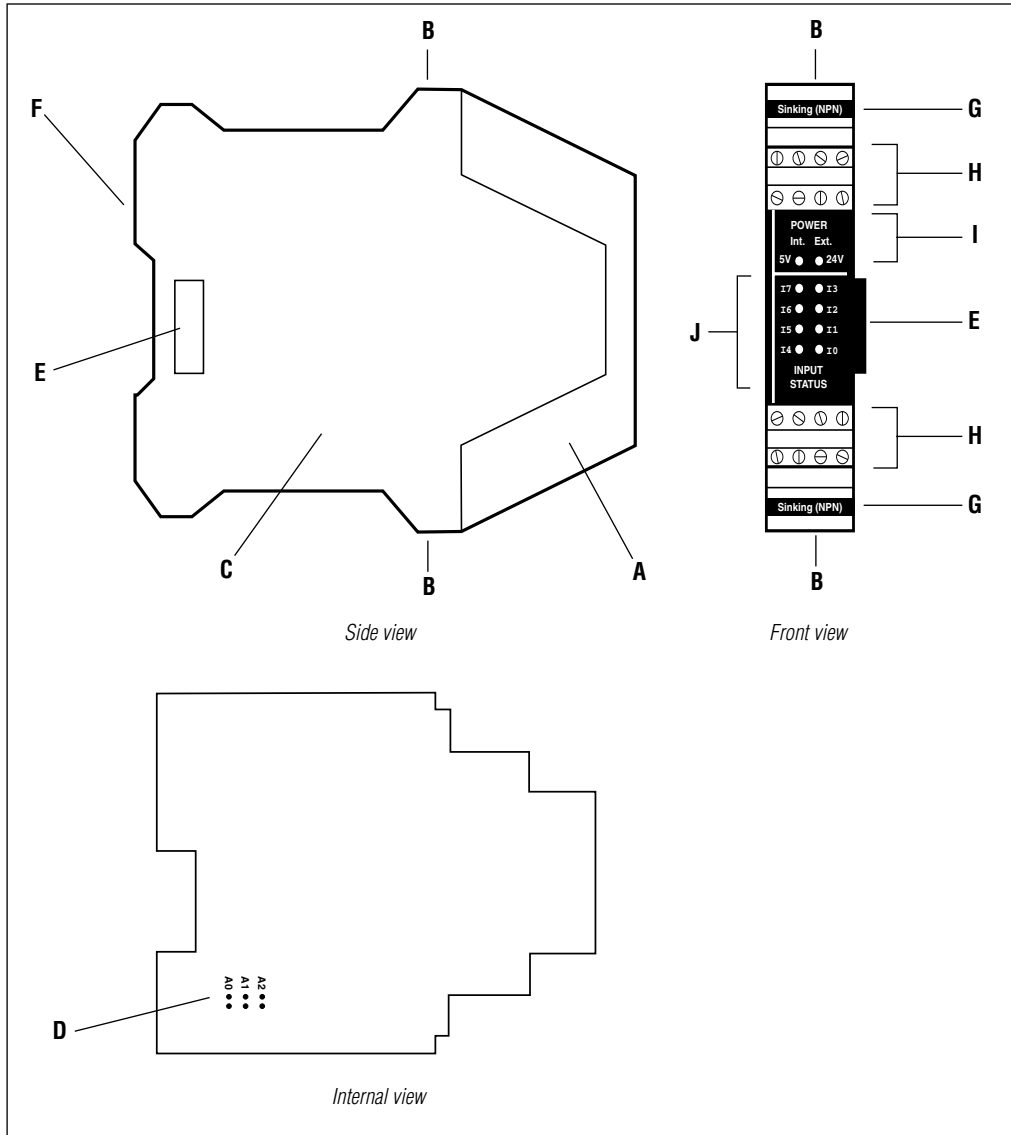 B
F
E
C
B
A
Side view
B
Sinking (NPN)
G
H
POWER
Int. Ext.
5V 24V
I
I7 I3
I6 I2
I5 I1
I4 I0
INPUT
STATUS
J
E
H
Sinking (NPN)
G
B
Front view
A0 A1 A2
D
Internal view